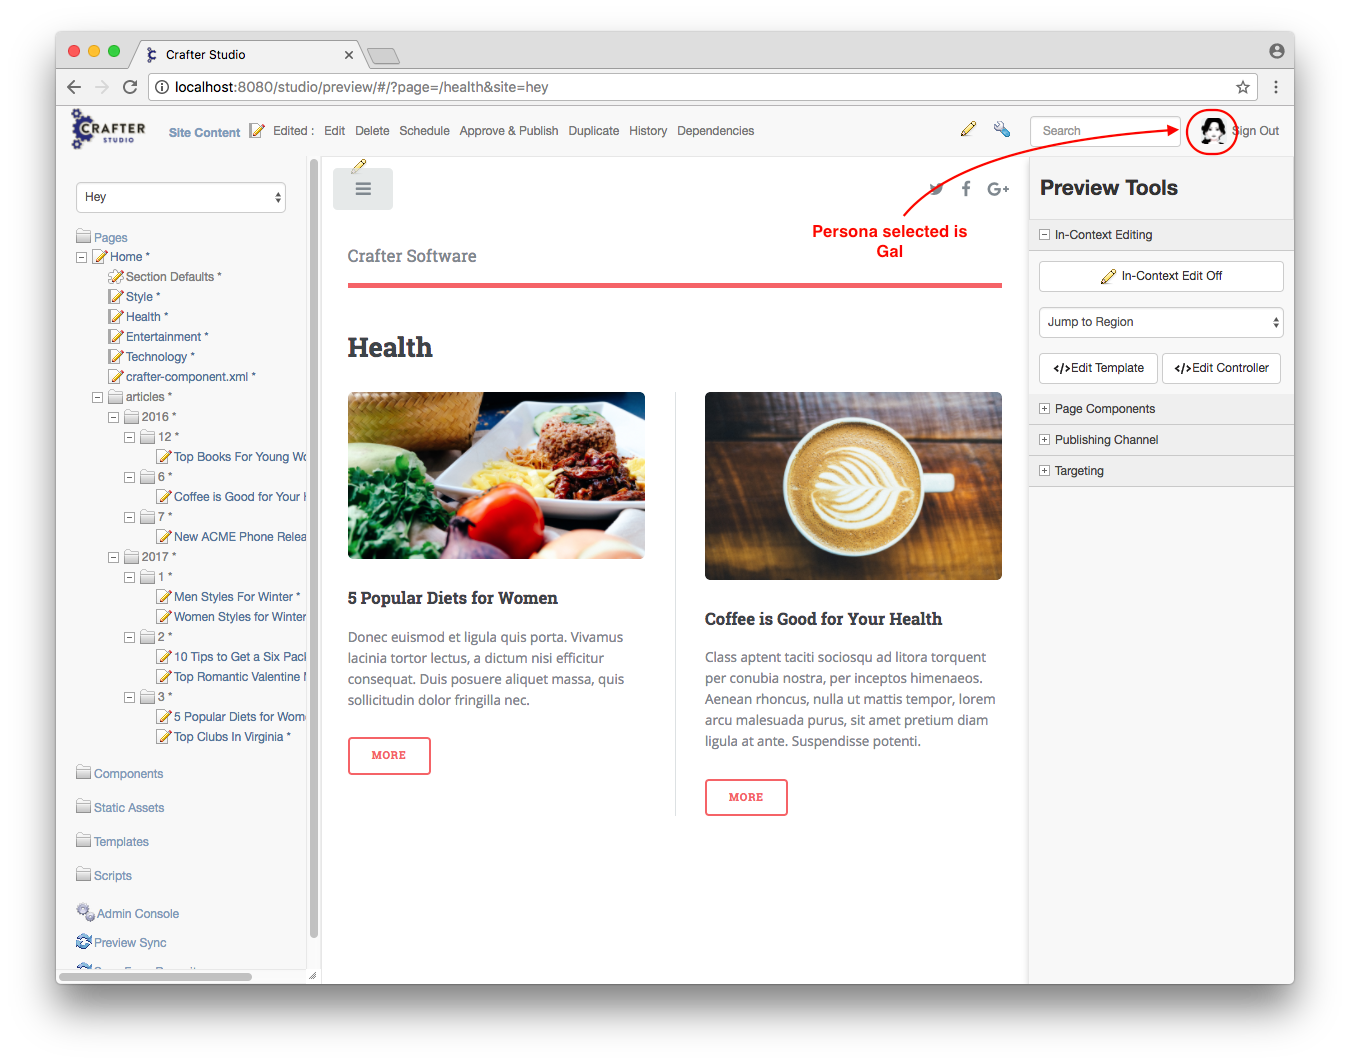 Crafter Studio
localhost:8080/studio/preview/#/?page=/health&site=hey
CRAFTER
STUDIO
Site Content
Edited :
Edit
Delete
Schedule
Approve & Publish
Duplicate
History
Dependencies
Search
Sign Out
Hey
Pages
Home *
Section Defaults *
Style *
Health *
Entertainment *
Technology *
crafter-component.xml *
articles *
2016 *
12 *
Top Books For Young Wo
6 *
Coffee is Good for Your H
7 *
New ACME Phone Relea
2017 *
1 *
Men Styles For Winter *
Women Styles for Winter
2 *
10 Tips to Get a Six Pack
Top Romantic Valentine M
3 *
5 Popular Diets for Wom
Top Clubs In Virginia *
Components
Static Assets
Templates
Scripts
Admin Console
Preview Sync
Persona selected is
Gal
Crafter Software
Health
5 Popular Diets for Women
Donec euismod et ligula quis porta. Vivamus
lacinia tortor lectus, a dictum nisi efficitur
consequat. Duis posuere aliquet massa, quis
sollicitudin dolor fringilla nec.
MORE
Coffee is Good for Your Health
Class aptent taciti sociosqu ad litora torquent
per conubia nostra, per inceptos himenaeos.
Aenean rhoncus, nulla ut mattis tempor, lorem
arcu malesuada purus, sit amet pretium diam
ligula at ante. Suspendisse potenti.
MORE
Preview Tools
In-Context Editing
In-Context Edit Off
Jump to Region
</>Edit Template
</>Edit Controller
Page Components
Publishing Channel
Targeting